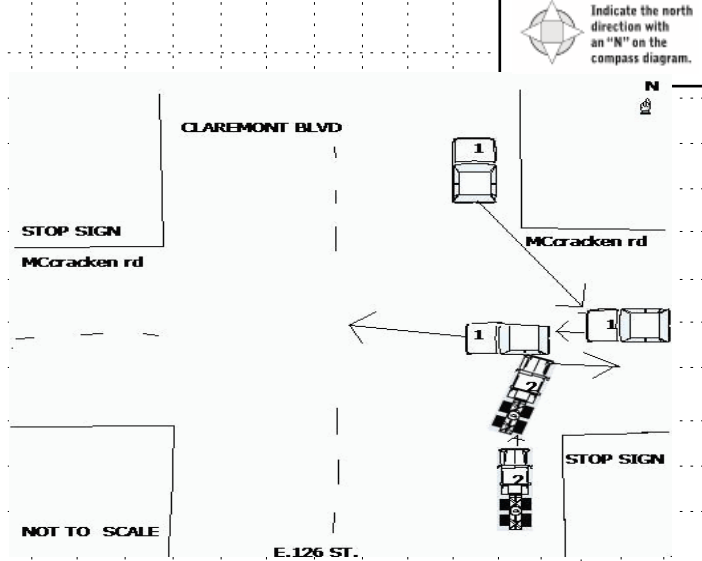 Indicate the north
direction with
an "N" on the
compass diagram.
N
CLAREMONT BLVD
1
STOP SIGN
MCcracken rd
MCcracken rd
1
1
2
STOP SIGN
2
NOT TO SCALE
E.126 ST.